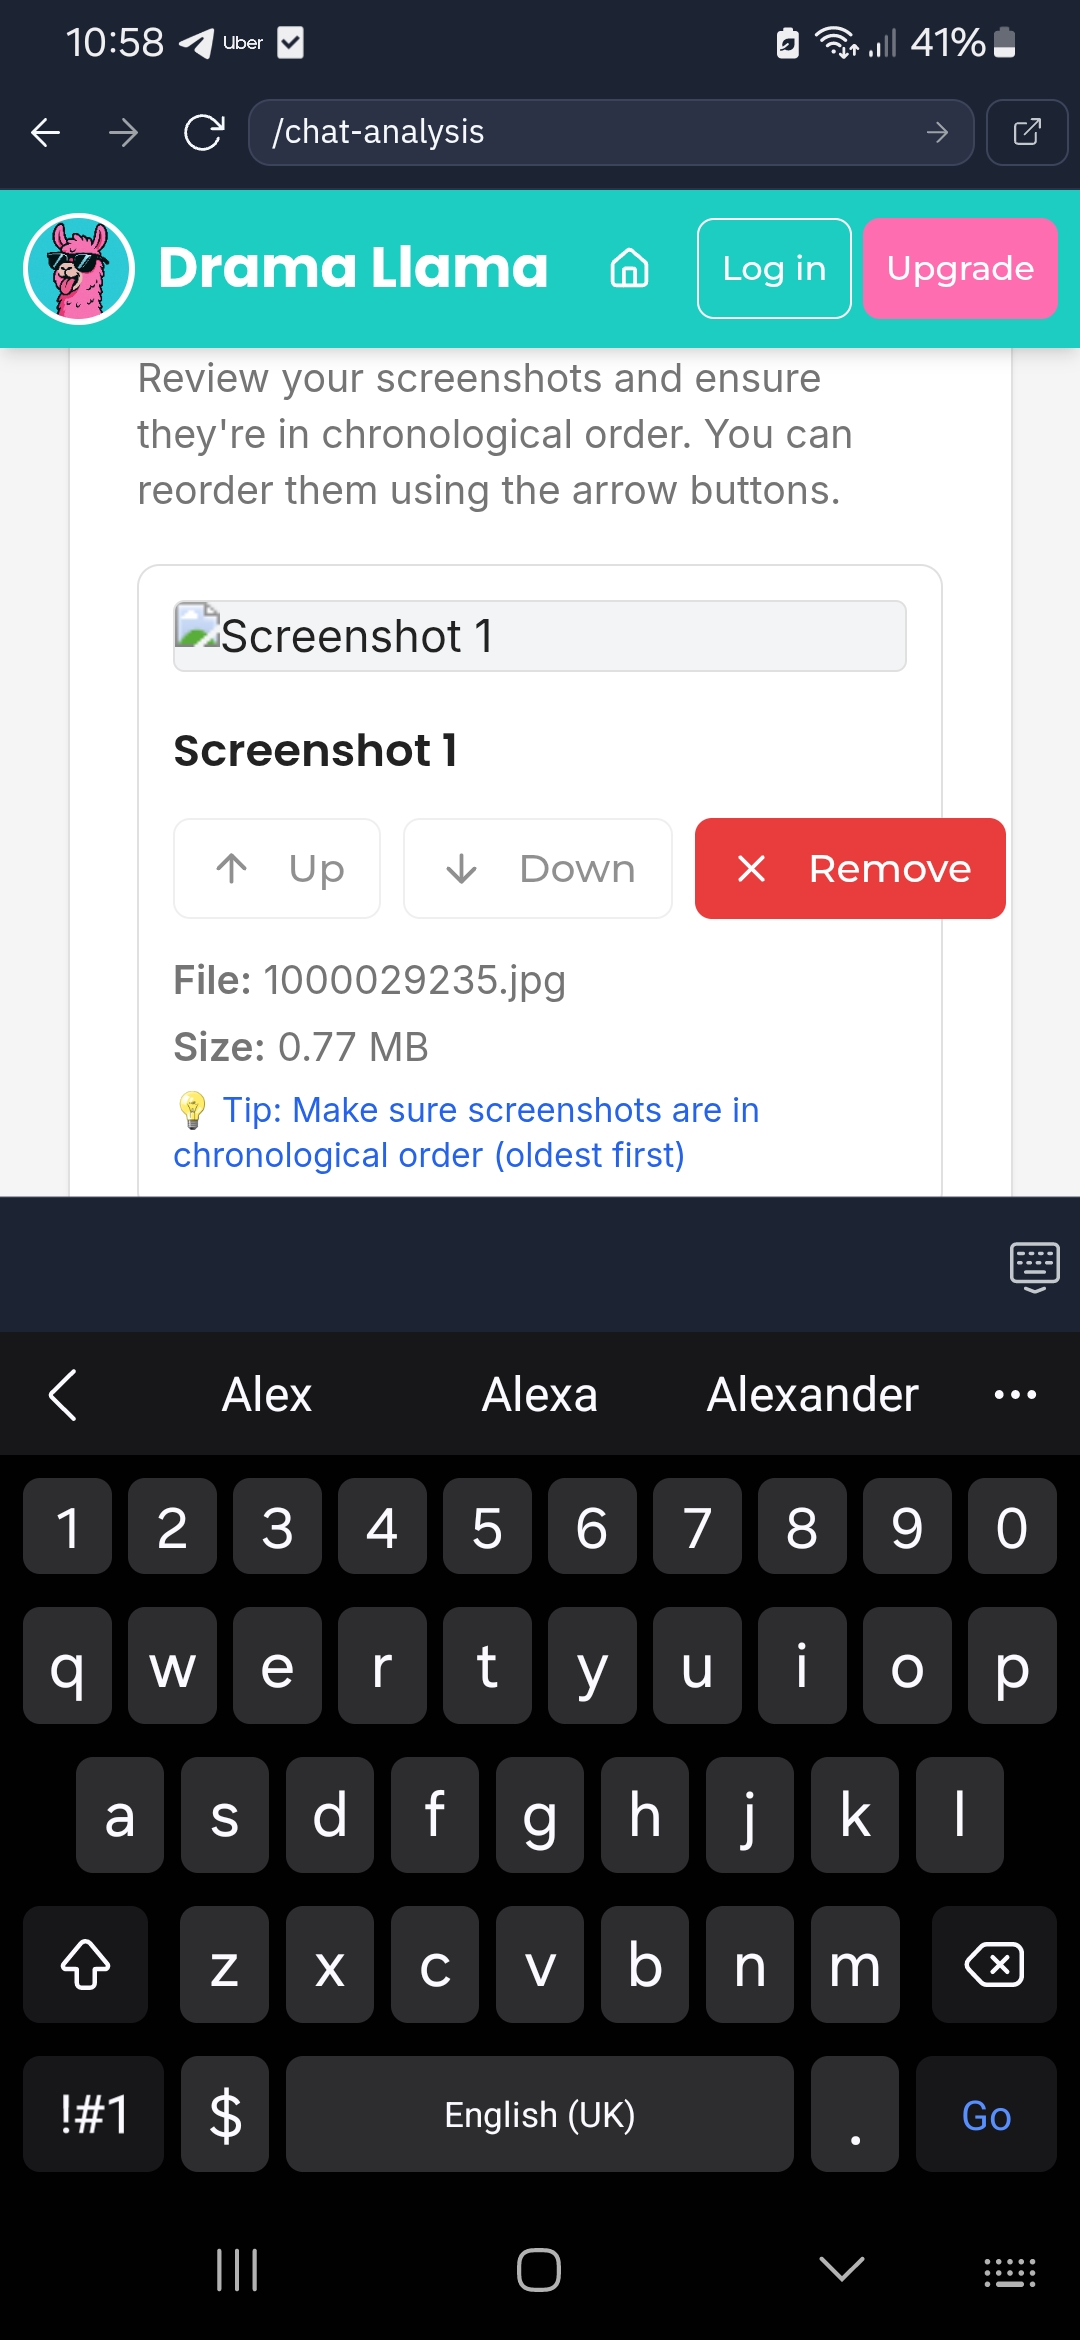 10:58 Uber 41%
/chat-analysis
Drama Llama Log in Upgrade
Review your screenshots and ensure
they're in chronological order. You can
reorder them using the arrow buttons.
Screenshot 1
Screenshot 1
Up Down Remove
File: 1000029235.jpg
Size: 0.77 MB
💡 Tip: Make sure screenshots are in
chronological order (oldest first)
Alex Alexa Alexander
1 2 3 4 5 6 7 8 9 0
q w e r t y u i o p
a s d f g h j k l
z x c v b n m
!#1 $ English (UK) . Go